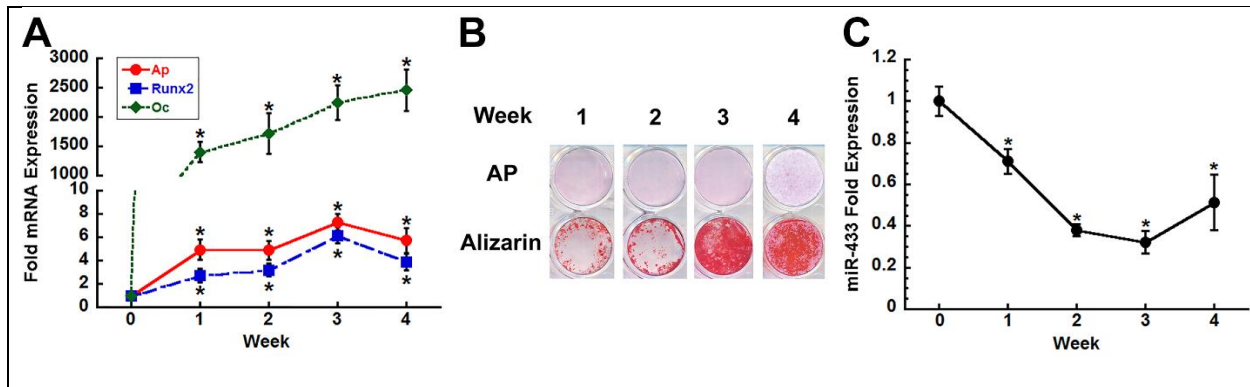 A
3000
2500
2000
1500
1000
10
8
6
4
2
0
Fold mRNA Expression
Ap
Runx2
Oc
* * * *
* * * *
* * * *
0 1 2 3 4
Week
B
Week 1 2 3 4
AP
Alizarin
C
1.2
1
0.8
0.6
0.4
0.2
0
miR-433 Fold Expression
* * * *
0 1 2 3 4
Week